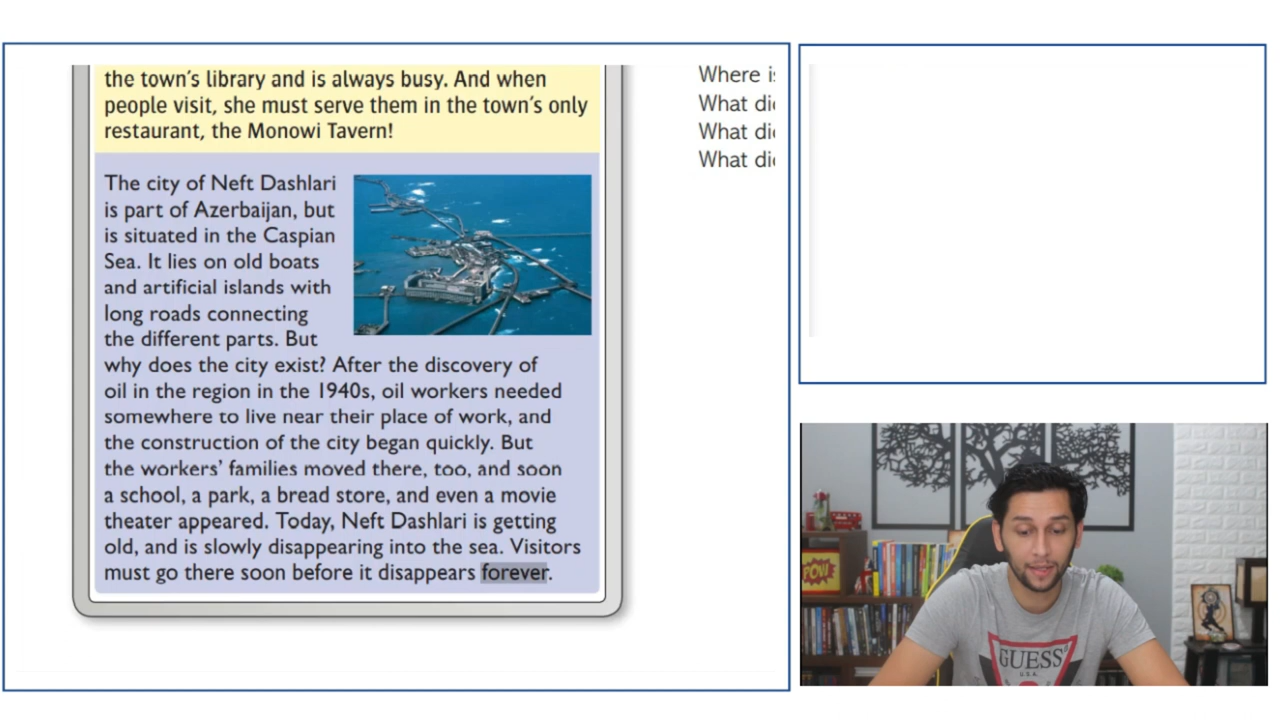 the town's library and is always busy. And when
people visit, she must serve them in the town's only
restaurant, the Monowi Tavern!
The city of Neft Dashlari
is part of Azerbaijan, but
is situated in the Caspian
Sea. It lies on old boats
and artificial islands with
long roads connecting
the different parts. But
why does the city exist? After the discovery of
oil in the region in the 1940s, oil workers needed
somewhere to live near their place of work, and
the construction of the city began quickly. But
the workers' families moved there, too, and soon
a school, a park, a bread store, and even a movie
theater appeared. Today, Neft Dashlari is getting
old, and is slowly disappearing into the sea. Visitors
must go there soon before it disappears forever.
Where
What
What
What
POW!
GUESS
U.S.A.